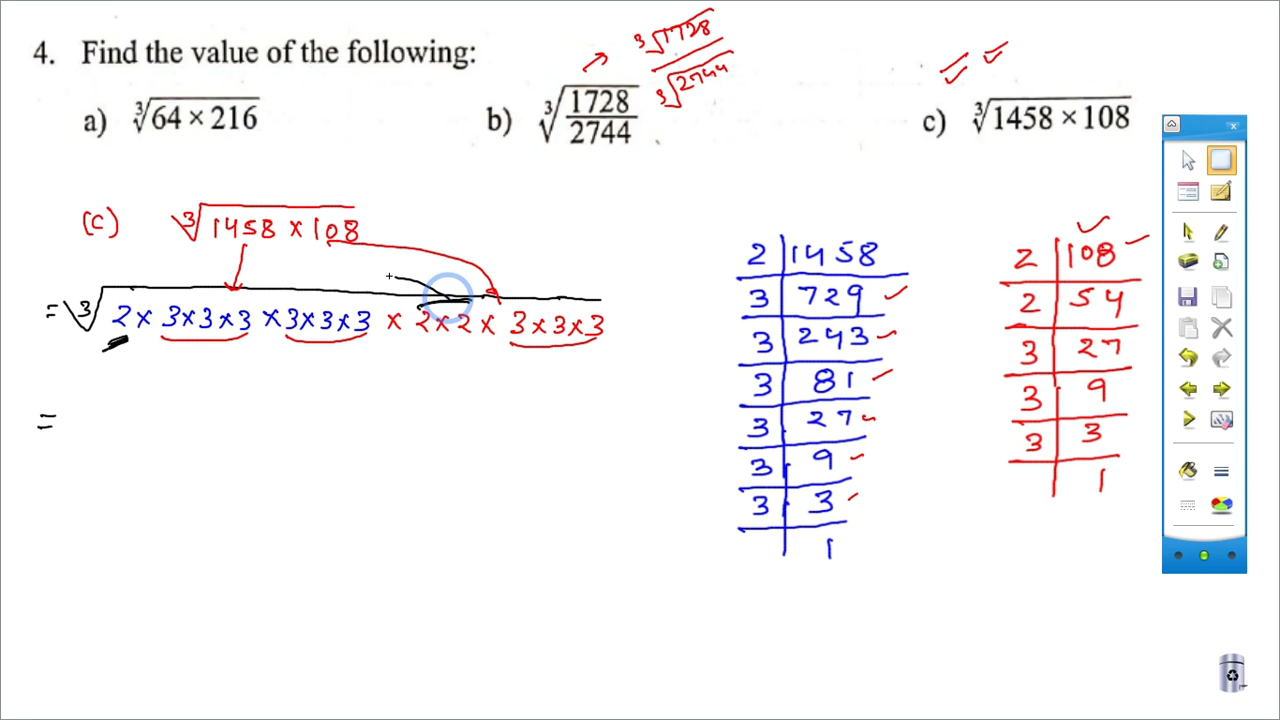 4. Find the value of the following:
a) ∛(64 × 216)
b) ∛(1728/2744) → ∛1728/∛2744
c) ∛(1458 × 108)
(c) ∛(1458 × 108)
= ∛(2 × 3×3×3 × 3×3×3 × 2×2 × 3×3×3)
=
2 | 1458
3 | 729
3 | 243
3 | 81
3 | 27
3 | 9
3 | 3
| 1
2 | 108
2 | 54
3 | 27
3 | 9
3 | 3
| 1